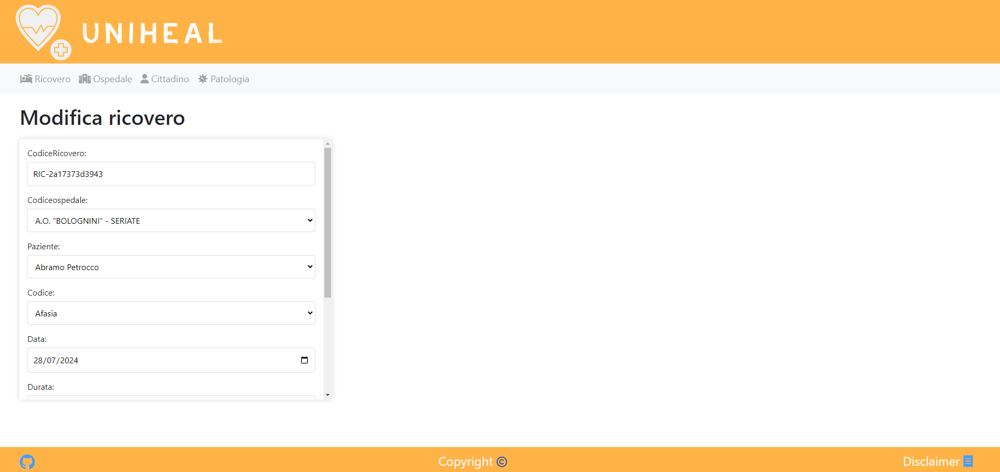 UNIHEAL
Ricovero Ospedale Cittadino Patologia
Modifica ricovero
CodiceRicovero:
RIC-2a17373d3943
Codiceospedale:
A.O. "BOLOGNINI" - SERIATE
Paziente:
Abramo Petrocco
Codice:
Afasia
Data:
28/07/2024
Durata:
Copyright ©
Disclaimer